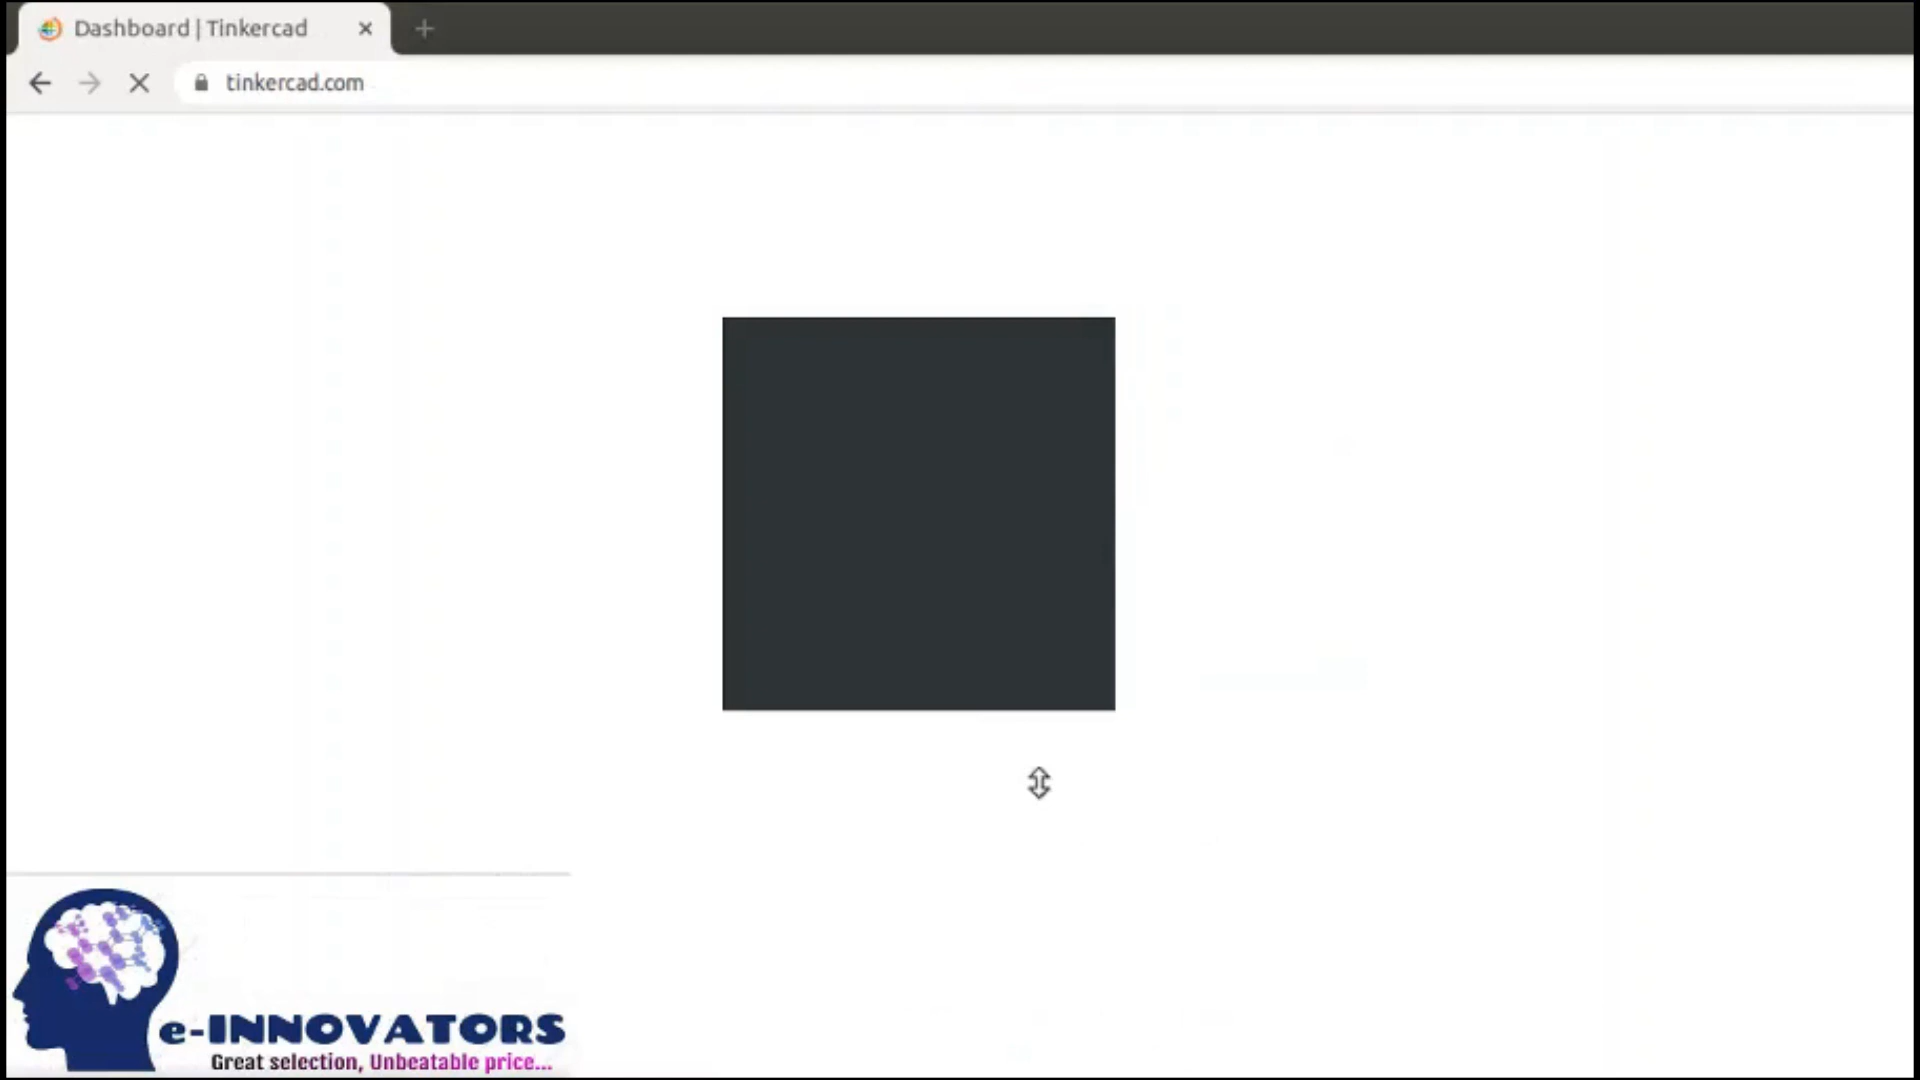 Dashboard | Tinkercad
tinkercad.com
e-INNOVATORS
Great selection, Unbeatable price...